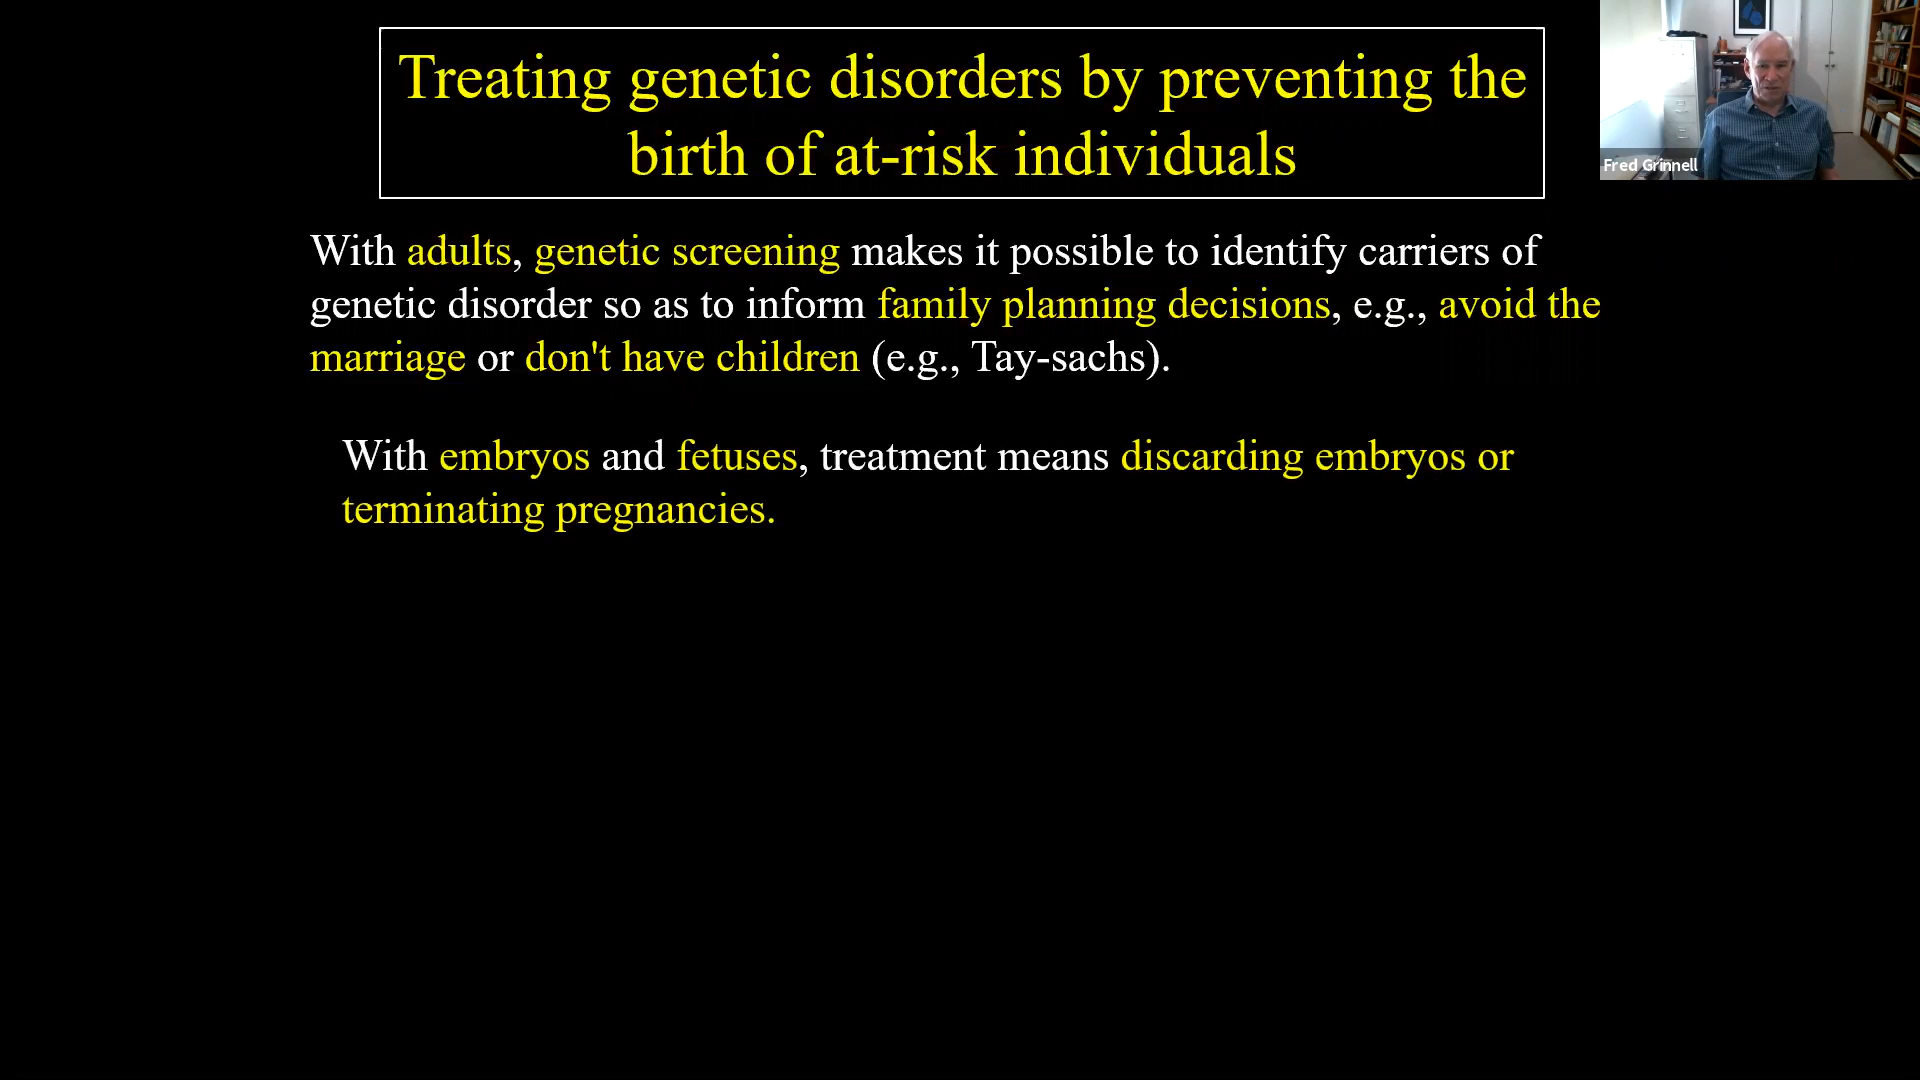 Treating genetic disorders by preventing the
birth of at-risk individuals
Fred Grinnell
With adults, genetic screening makes it possible to identify carriers of
genetic disorder so as to inform family planning decisions, e.g., avoid the
marriage or don't have children (e.g., Tay-sachs).
With embryos and fetuses, treatment means discarding embryos or
terminating pregnancies.